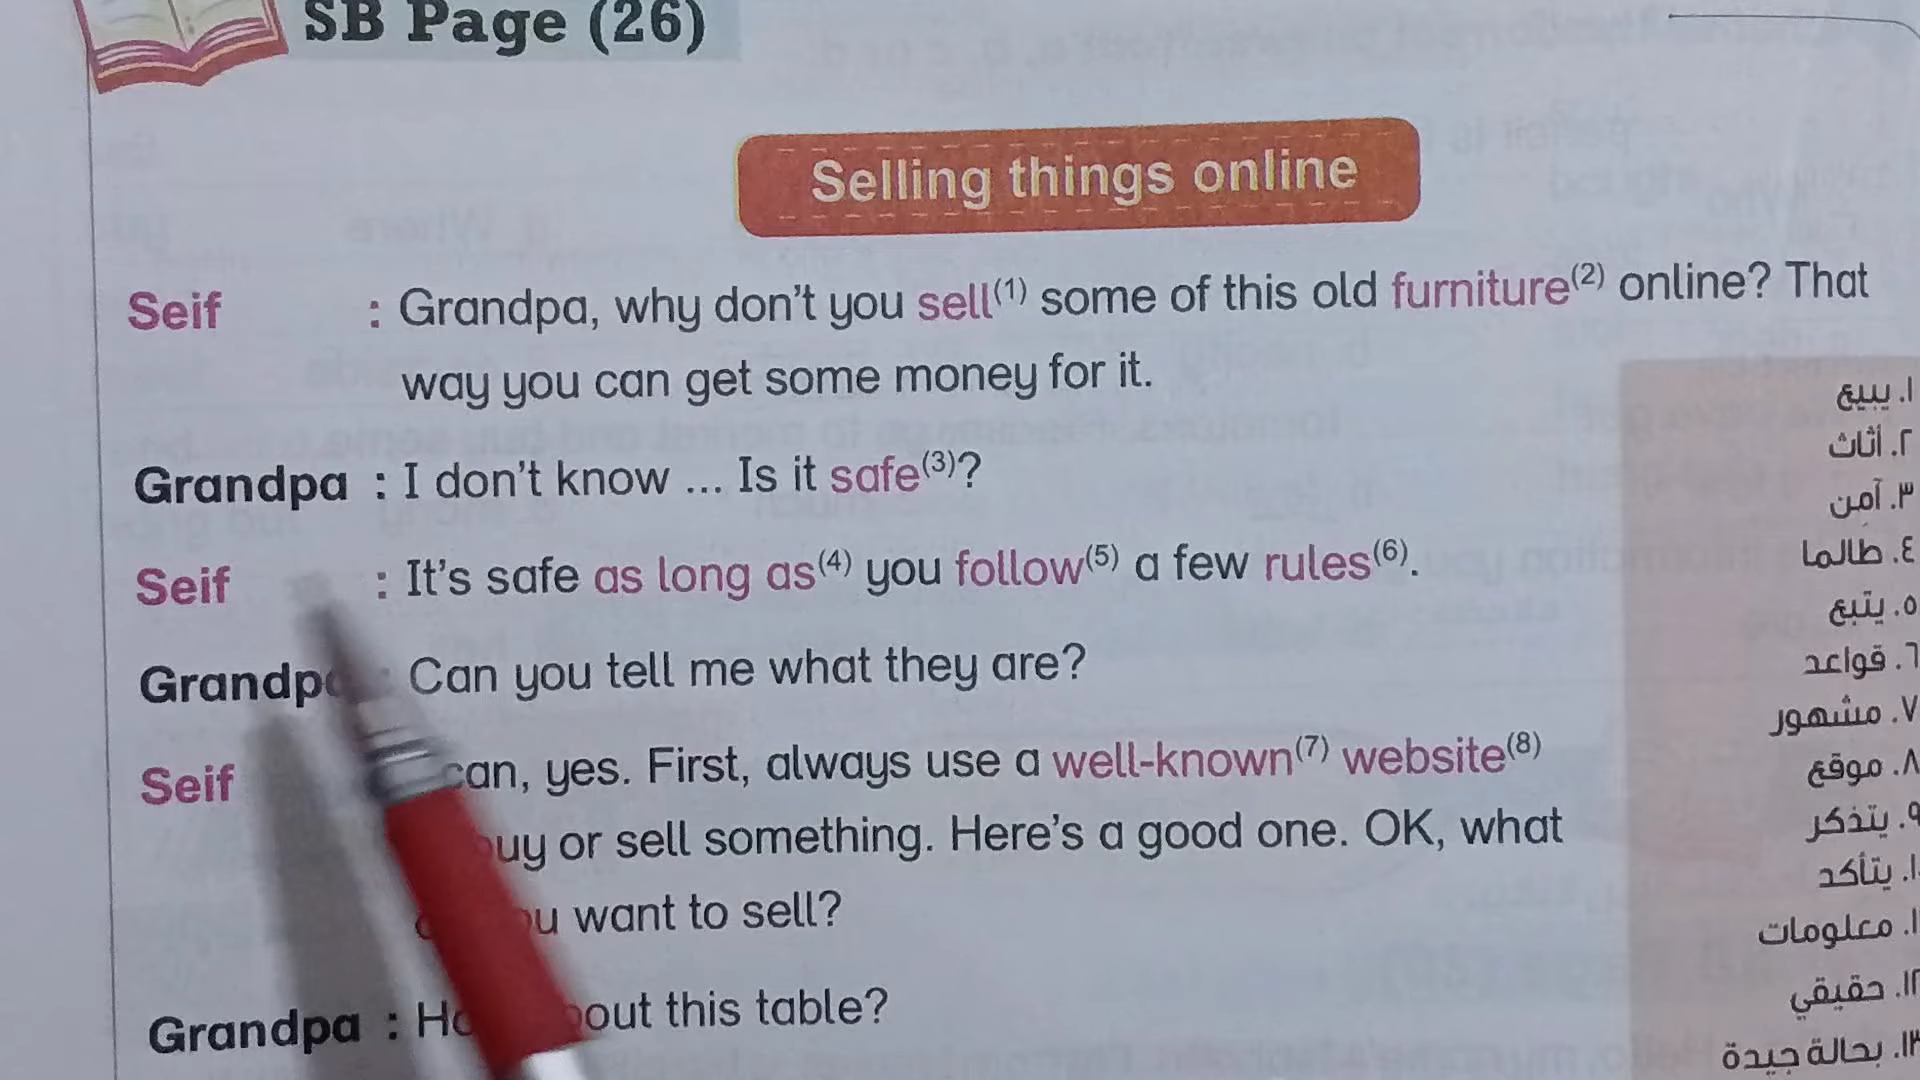 SB Page (26)
Selling things online
Seif : Grandpa, why don't you sell(1) some of this old furniture(2) online? That
way you can get some money for it.
Grandpa : I don't know ... Is it safe(3)?
Seif : It's safe as long as(4) you follow(5) a few rules(6).
Grandpa : Can you tell me what they are?
Seif can, yes. First, always use a well-known(7) website(8)
or sell something. Here's a good one. OK, what
want to sell?
Grandpa : this table?
١. يبيع
٢. أثاث
٣. آمن
٤. طالما
٥. يتبع
٦. قواعد
٧. مشهور
٨. موقع
٩. يتذكر
يتأكد
معلومات
١٢. حقيقي
١٣. بحالة جيدة